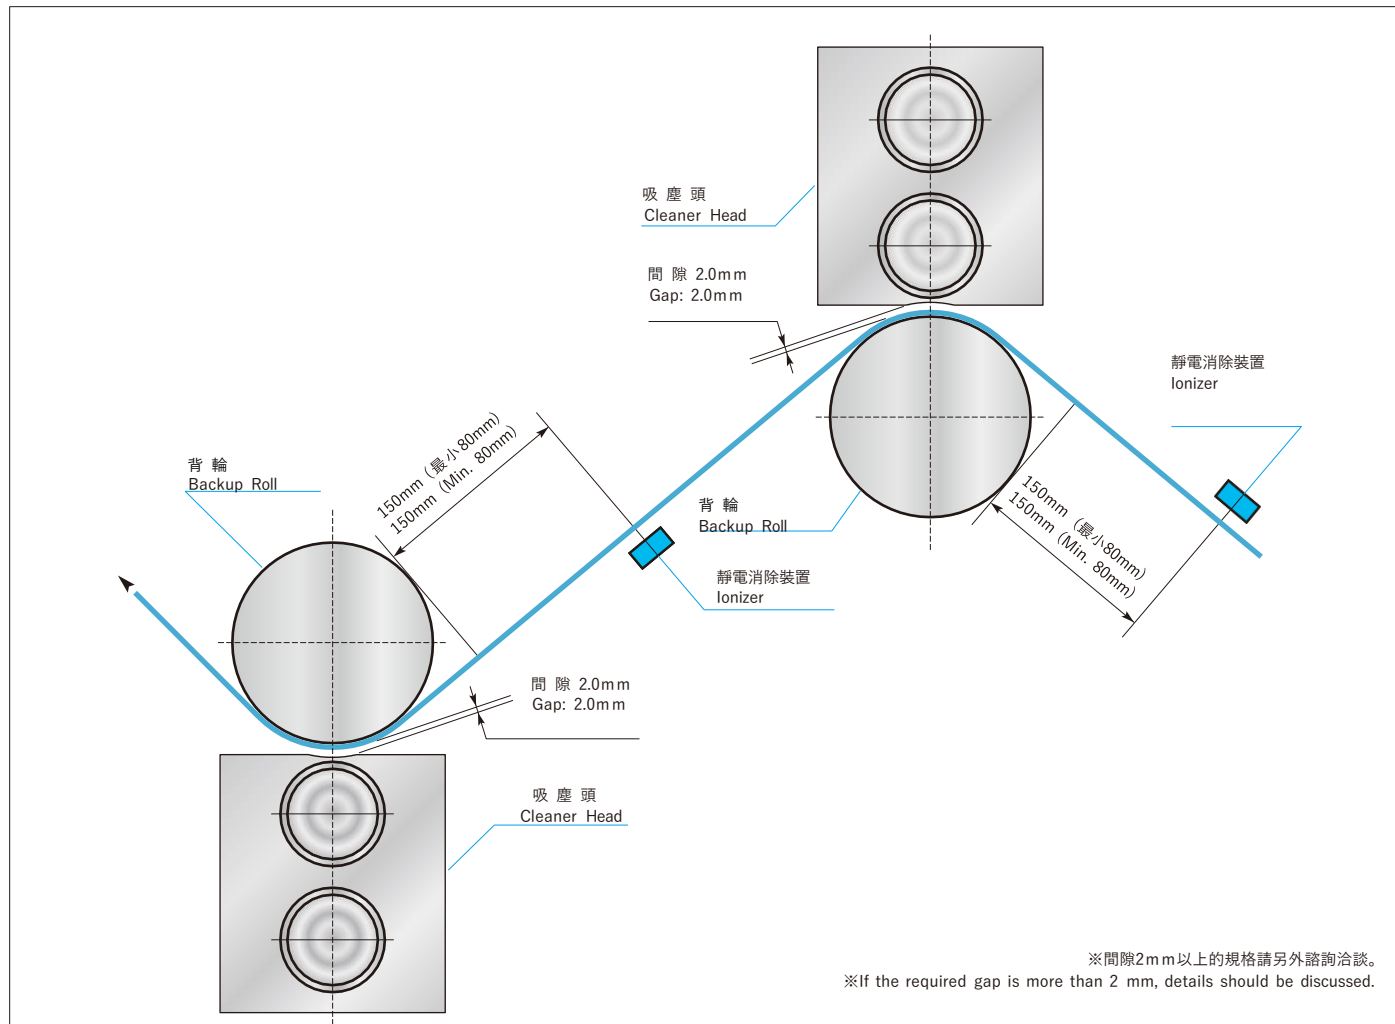 吸塵頭
Cleaner Head
間隙 2.0mm
Gap: 2.0mm
靜電消除裝置
Ionizer
150mm (最小80mm)
150mm (Min. 80mm)
背輪
Backup Roll
背輪
Backup Roll
150mm (最小80mm)
150mm (Min. 80mm)
靜電消除裝置
Ionizer
間隙 2.0mm
Gap: 2.0mm
吸塵頭
Cleaner Head
※間隙2mm以上的規格請另外諮詢洽談。
※If the required gap is more than 2 mm, details should be discussed.